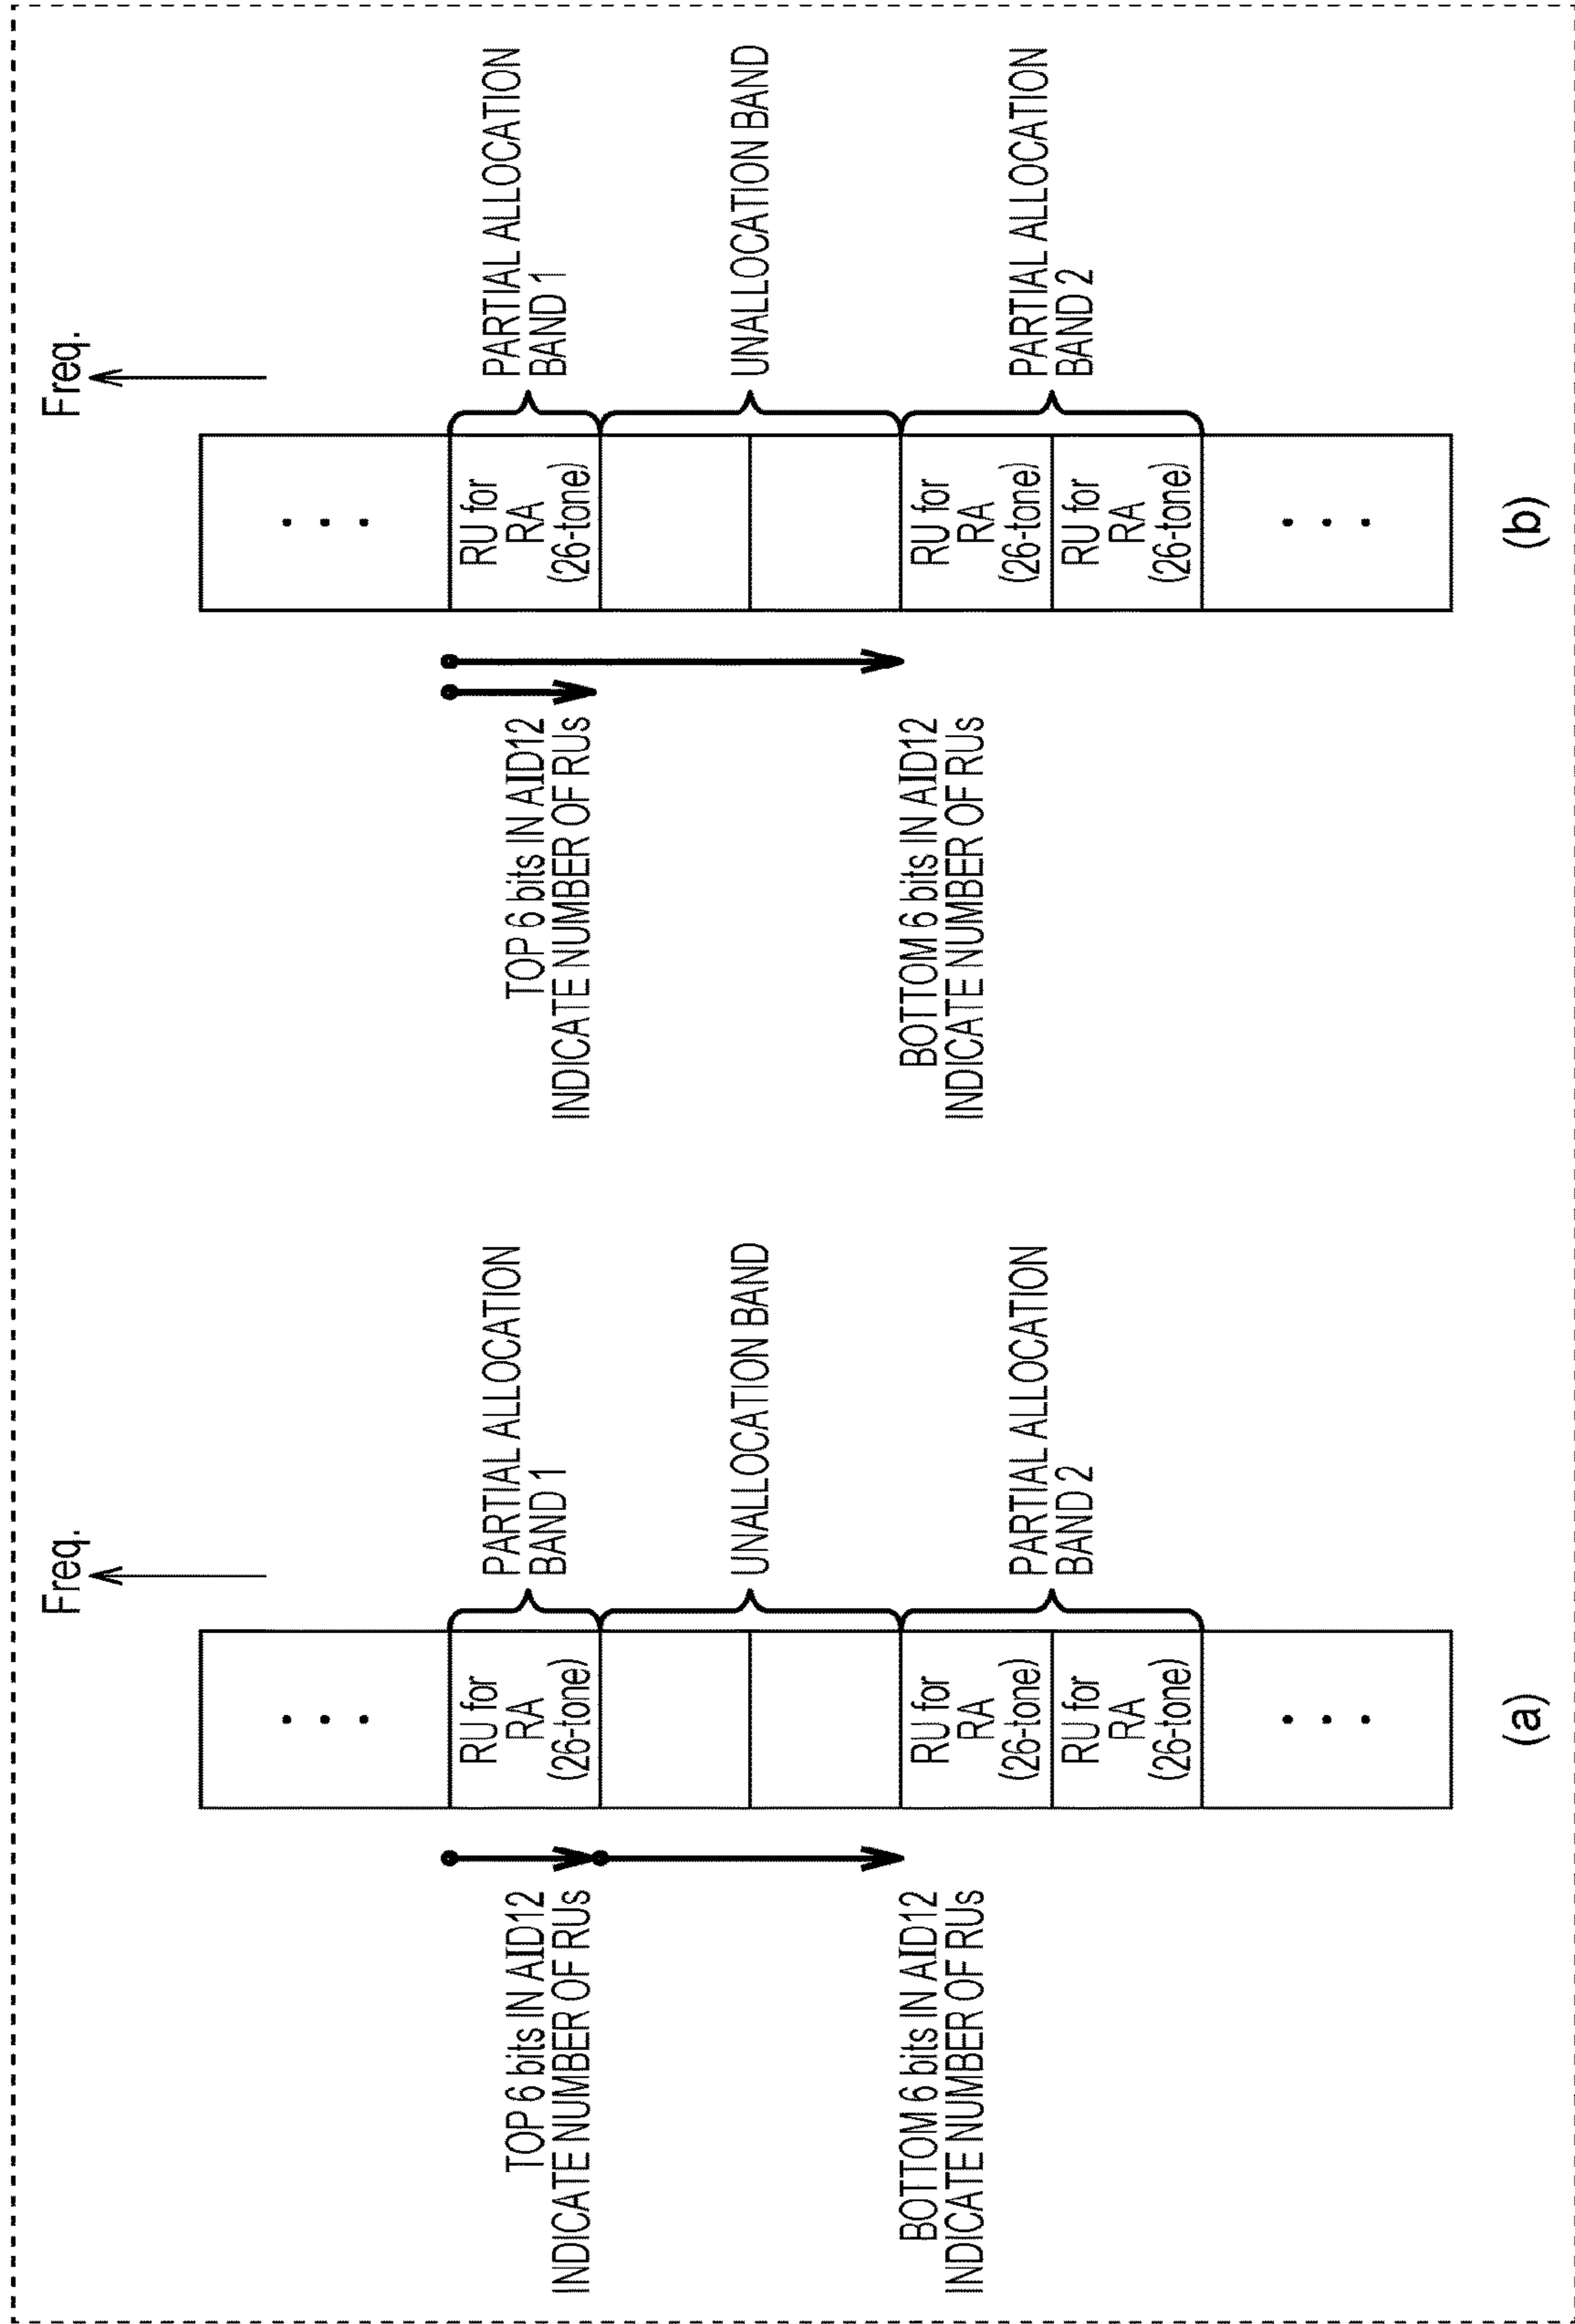 Freq.
TOP 6 bits IN AID12
INDICATE NUMBER OF RUs
BOTTOM 6 bits IN AID12
INDICATE NUMBER OF RUs
RU for
RA
(26-tone)
RU for
RA
(26-tone)
RU for
RA
(26-tone)
PARTIAL ALLOCATION
BAND 1
UNALLOCATION BAND
PARTIAL ALLOCATION
BAND 2
(a)
Freq.
TOP 6 bits IN AID12
INDICATE NUMBER OF RUs
BOTTOM 6 bits IN AID12
INDICATE NUMBER OF RUs
RU for
RA
(26-tone)
RU for
RA
(26-tone)
RU for
RA
(26-tone)
PARTIAL ALLOCATION
BAND 1
UNALLOCATION BAND
PARTIAL ALLOCATION
BAND 2
(b)